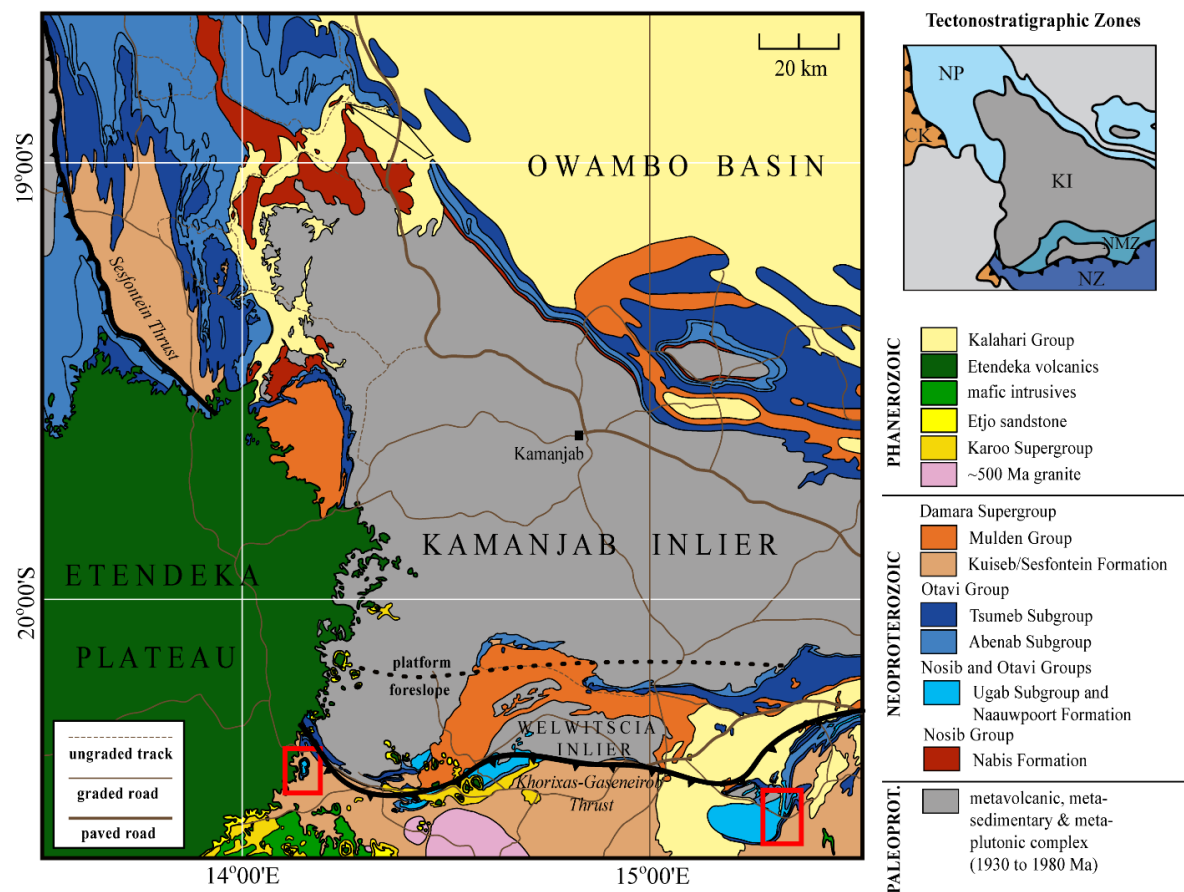 20 km
19°00'S
OWAMBO BASIN
Sesfontein Thrust
Kamanjab
KAMANJAB INLIER
ETENDEKA
PLATEAU
20°00'S
platform
foreslope
WELWITSCIA
INLIER
Khorixas-Gaseneirob
Thrust
ungraded track
graded road
paved road
14°00'E
15°00'E
Tectonostratigraphic Zones
NP
CK
KI
NMZ
NZ
PHANEROZOIC
Kalahari Group
Etendeka volcanics
mafic intrusives
Etjo sandstone
Karoo Supergroup
~500 Ma granite
NEOPROTEROZOIC
Damara Supergroup
Mulden Group
Kuiseb/Sesfontein Formation
Otavi Group
Tsumeb Subgroup
Abenab Subgroup
Nosib and Otavi Groups
Ugab Subgroup and
Naauwpoort Formation
Nosib Group
Nabis Formation
PALEOPROT.
metavolcanic, meta-
sedimentary & meta-
plutonic complex
(1930 to 1980 Ma)